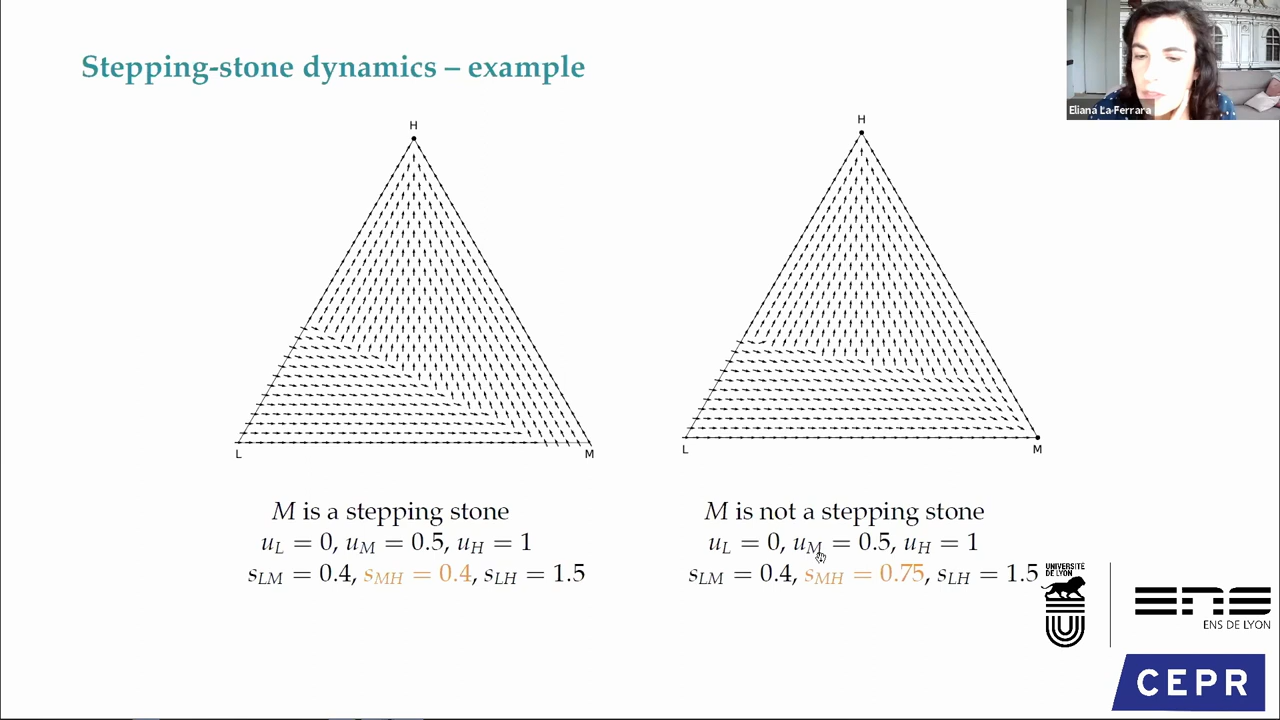 Stepping-stone dynamics – example
Eliana La Ferrara
H
L
M
H
L
M
M is a stepping stone
u_L = 0, u_M = 0.5, u_H = 1
s_LM = 0.4, s_MH = 0.4, s_LH = 1.5
M is not a stepping stone
u_L = 0, u_M = 0.5, u_H = 1
s_LM = 0.4, s_MH = 0.75, s_LH = 1.5
UNIVERSITE
DE LYON
ENS
ENS DE LYON
CEPR